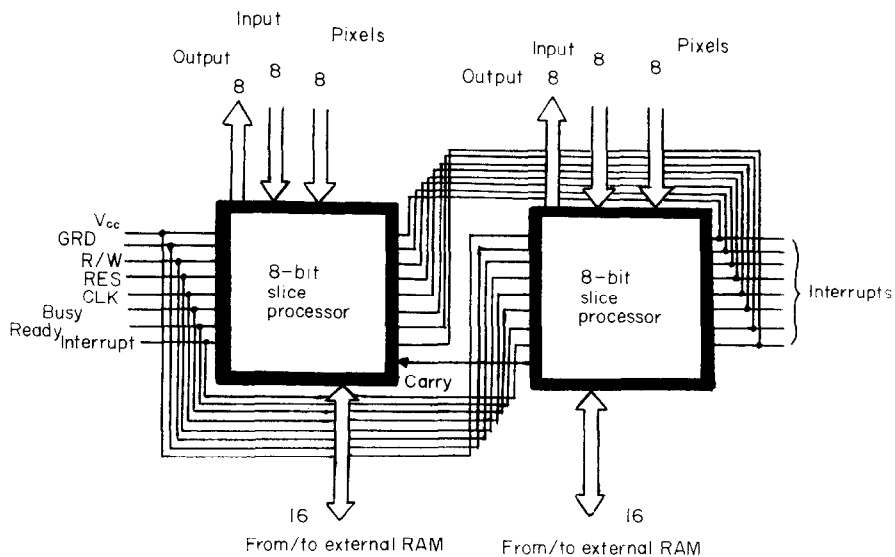 Input
Pixels
Output
8
8
8
Input
Pixels
Output
8
8
8
Vcc
GRD
R/W
RES
CLK
Busy
Ready
Interrupt
8-bit
slice
processor
8-bit
slice
processor
Interrupts
Carry
16
From/to external RAM
16
From/to external RAM